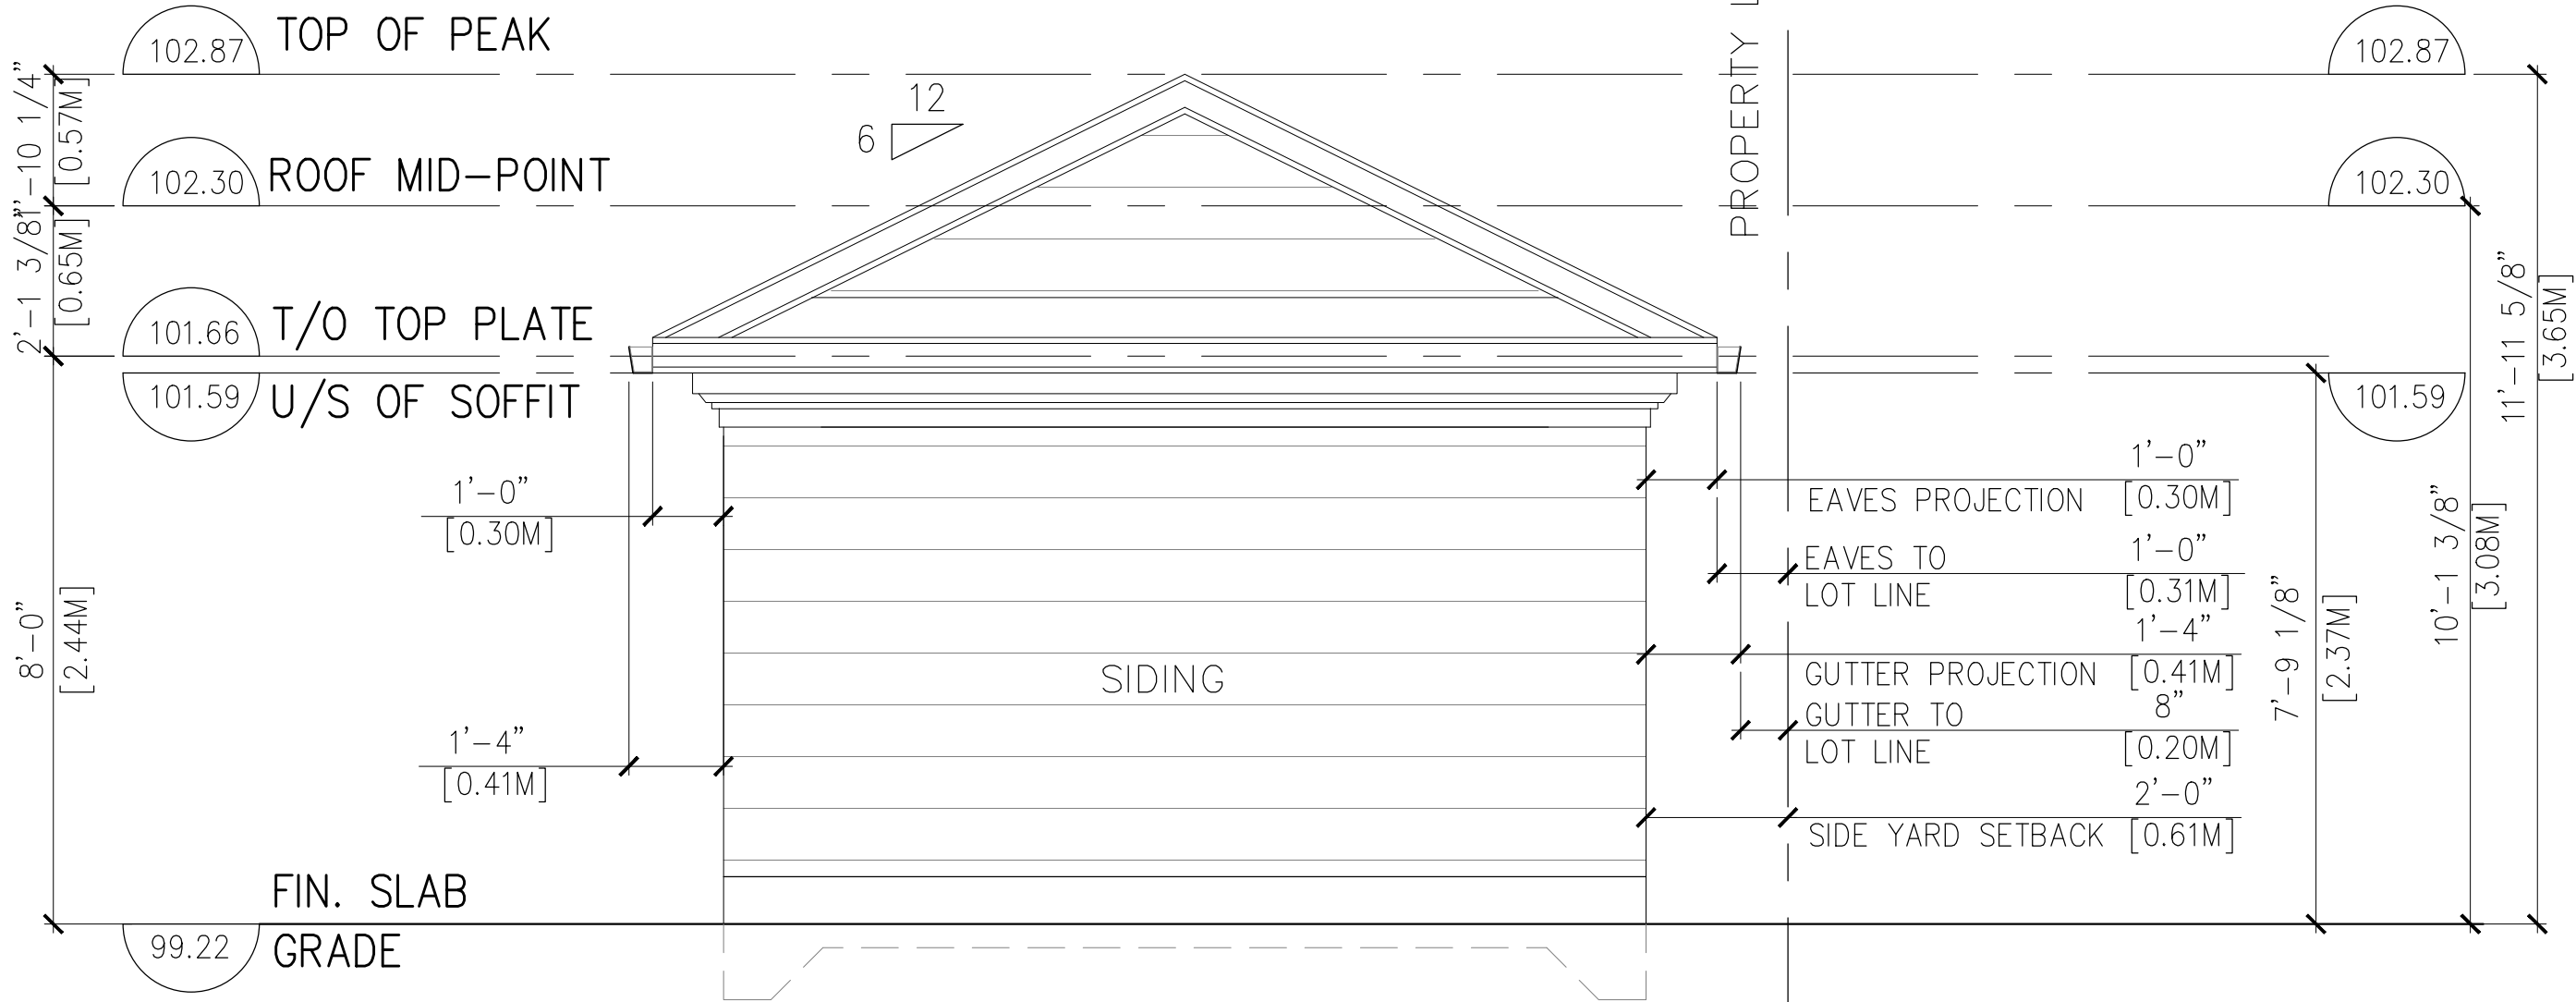 102.87 TOP OF PEAK
102.87
1'-10 1/4"
[0.57M]
12
6
PROPERTY
102.30 ROOF MID-POINT
102.30
2'-1 3/8"
[0.65M]
101.66 T/O TOP PLATE
101.59 U/S OF SOFFIT
101.59
11'-11 5/8"
[3.65M]
1'-0"
[0.30M]
1'-0"
EAVES PROJECTION [0.30M]
EAVES TO 1'-0"
LOT LINE [0.31M]
1'-4"
GUTTER PROJECTION [0.41M]
GUTTER TO 8"
LOT LINE [0.20M]
2'-0"
SIDE YARD SETBACK [0.61M]
7'-9 1/8"
[2.37M]
10'-1 3/8"
[3.08M]
8'-0"
[2.44M]
SIDING
1'-4"
[0.41M]
FIN. SLAB
99.22 GRADE